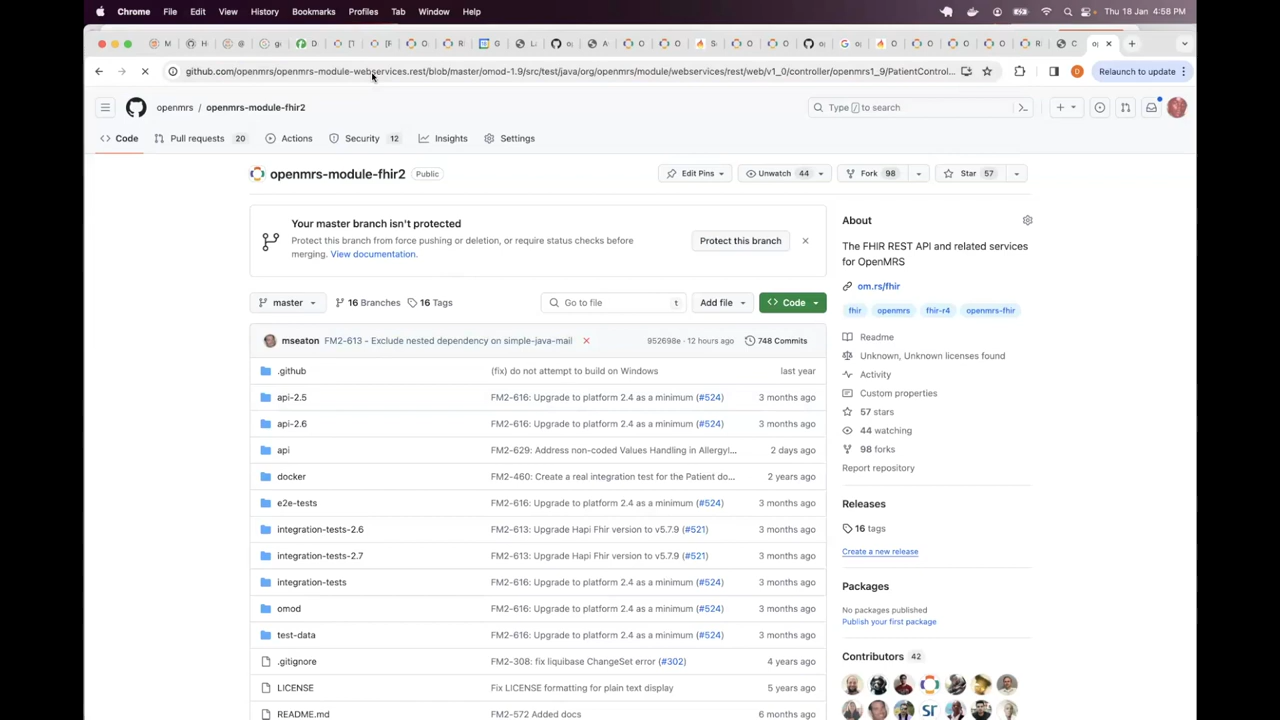 Chrome File Edit View History Bookmarks Profiles Tab Window Help Thu 18 Jan 4:58 PM
github.com/openmrs/openmrs-module-webservices.rest/blob/master/omod-1.9/src/test/java/org/openmrs/module/webservices/rest/web/v1_0/controller/openmrs1_9/PatientControl... Relaunch to update
openmrs / openmrs-module-fhir2 Type / to search
Code Pull requests 20 Actions Security 12 Insights Settings
openmrs-module-fhir2 Public Edit Pins Unwatch 44 Fork 98 Star 57
Your master branch isn't protected
Protect this branch from force pushing or deletion, or require status checks before
merging. View documentation.
Protect this branch
master 16 Branches 16 Tags Go to file t Add file Code
mseaton FM2-613 - Exclude nested dependency on simple-java-mail 952698e · 12 hours ago 748 Commits
.github (fix) do not attempt to build on Windows last year
api-2.5 FM2-616: Upgrade to platform 2.4 as a minimum (#524) 3 months ago
api-2.6 FM2-616: Upgrade to platform 2.4 as a minimum (#524) 3 months ago
api FM2-629: Address non-coded Values Handling in AllergyI... 2 days ago
docker FM2-460: Create a real integration test for the Patient do... 2 years ago
e2e-tests FM2-616: Upgrade to platform 2.4 as a minimum (#524) 3 months ago
integration-tests-2.6 FM2-613: Upgrade Hapi Fhir version to v5.7.9 (#521) 3 months ago
integration-tests-2.7 FM2-613: Upgrade Hapi Fhir version to v5.7.9 (#521) 3 months ago
integration-tests FM2-616: Upgrade to platform 2.4 as a minimum (#524) 3 months ago
omod FM2-616: Upgrade to platform 2.4 as a minimum (#524) 3 months ago
test-data FM2-616: Upgrade to platform 2.4 as a minimum (#524) 3 months ago
.gitignore FM2-308: fix liquibase ChangeSet error (#302) 4 years ago
LICENSE Fix LICENSE formatting for plain text display 5 years ago
README.md FM2-572 Added docs 6 months ago
About
The FHIR REST API and related services
for OpenMRS
om.rs/fhir
fhir openmrs fhir-r4 openmrs-fhir
Readme
Unknown, Unknown licenses found
Activity
Custom properties
57 stars
44 watching
98 forks
Report repository
Releases
16 tags
Create a new release
Packages
No packages published
Publish your first package
Contributors 42